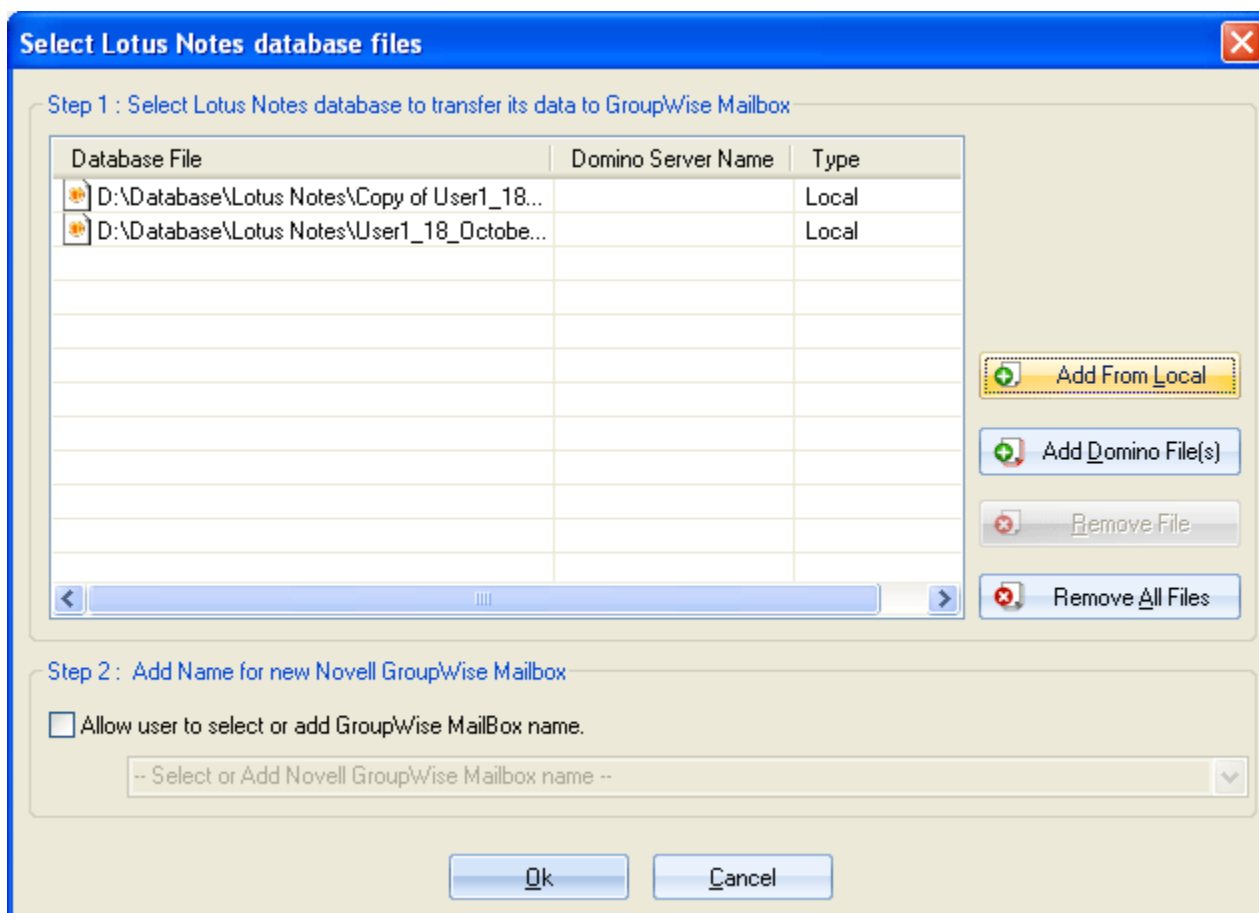 Select Lotus Notes database files
Step 1 : Select Lotus Notes database to transfer its data to GroupWise Mailbox
Database File Domino Server Name Type
D:\Database\Lotus Notes\Copy of User1_18... Local
D:\Database\Lotus Notes\User1_18_Octobe... Local
Add From Local
Add Domino File(s)
Remove File
Remove All Files
Step 2 : Add Name for new Novell GroupWise Mailbox
Allow user to select or add GroupWise MailBox name.
-- Select or Add Novell GroupWise Mailbox name --
Ok Cancel